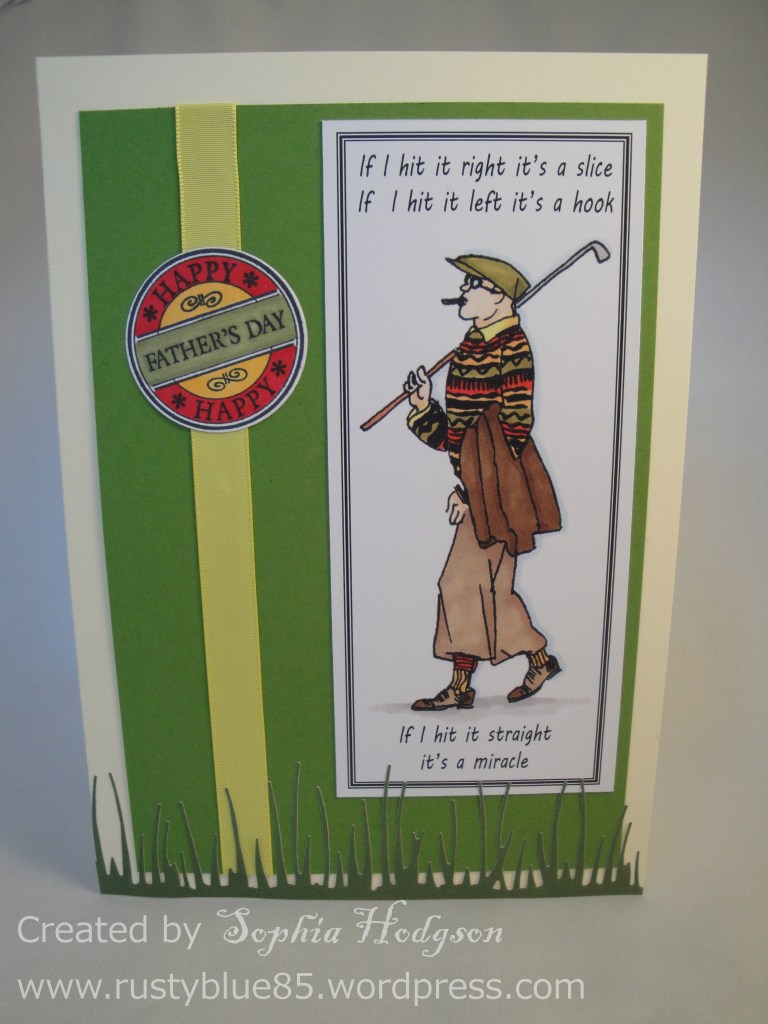 If I hit it right it's a slice
If I hit it left it's a hook
HAPPY
FATHER'S DAY
HAPPY
If I hit it straight
it's a miracle
Created by Sophia Hodgson
www.rustyblue85.wordpress.com